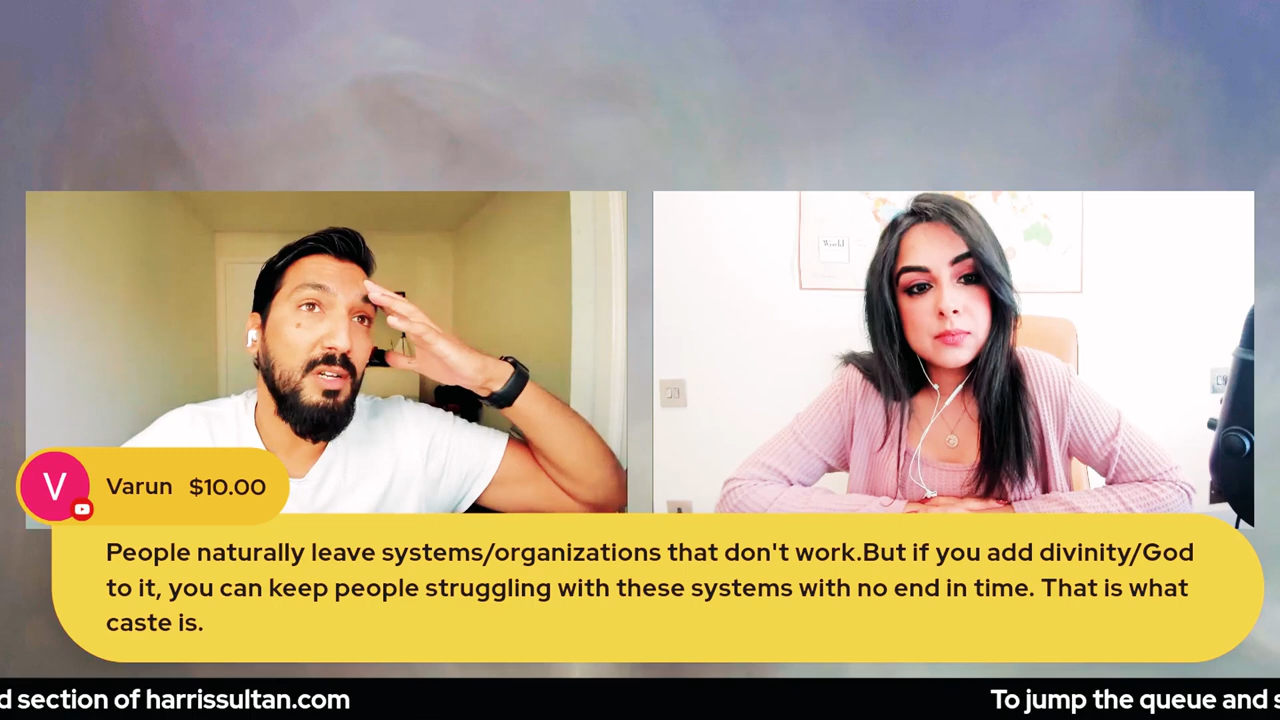 World
V
Varun $10.00
People naturally leave systems/organizations that don't work.But if you add divinity/God
to it, you can keep people struggling with these systems with no end in time. That is what
caste is.
d section of harrissultan.com
To jump the queue and s